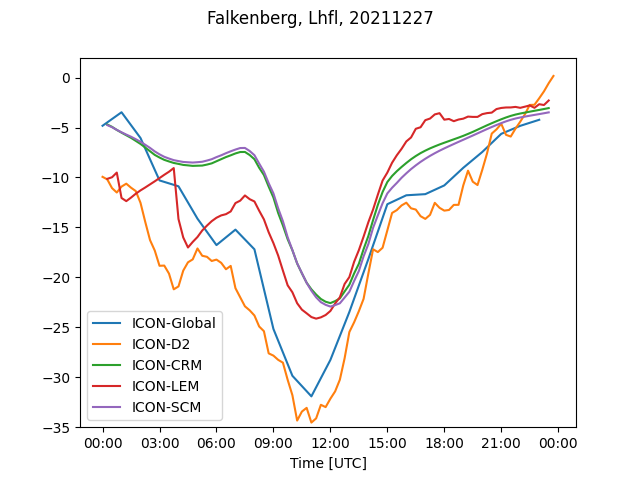 Falkenberg, Lhfl, 20211227
0
−5
−10
−15
−20
−25
−30
−35
ICON-Global
ICON-D2
ICON-CRM
ICON-LEM
ICON-SCM
00:00 03:00 06:00 09:00 12:00 15:00 18:00 21:00 00:00
Time [UTC]